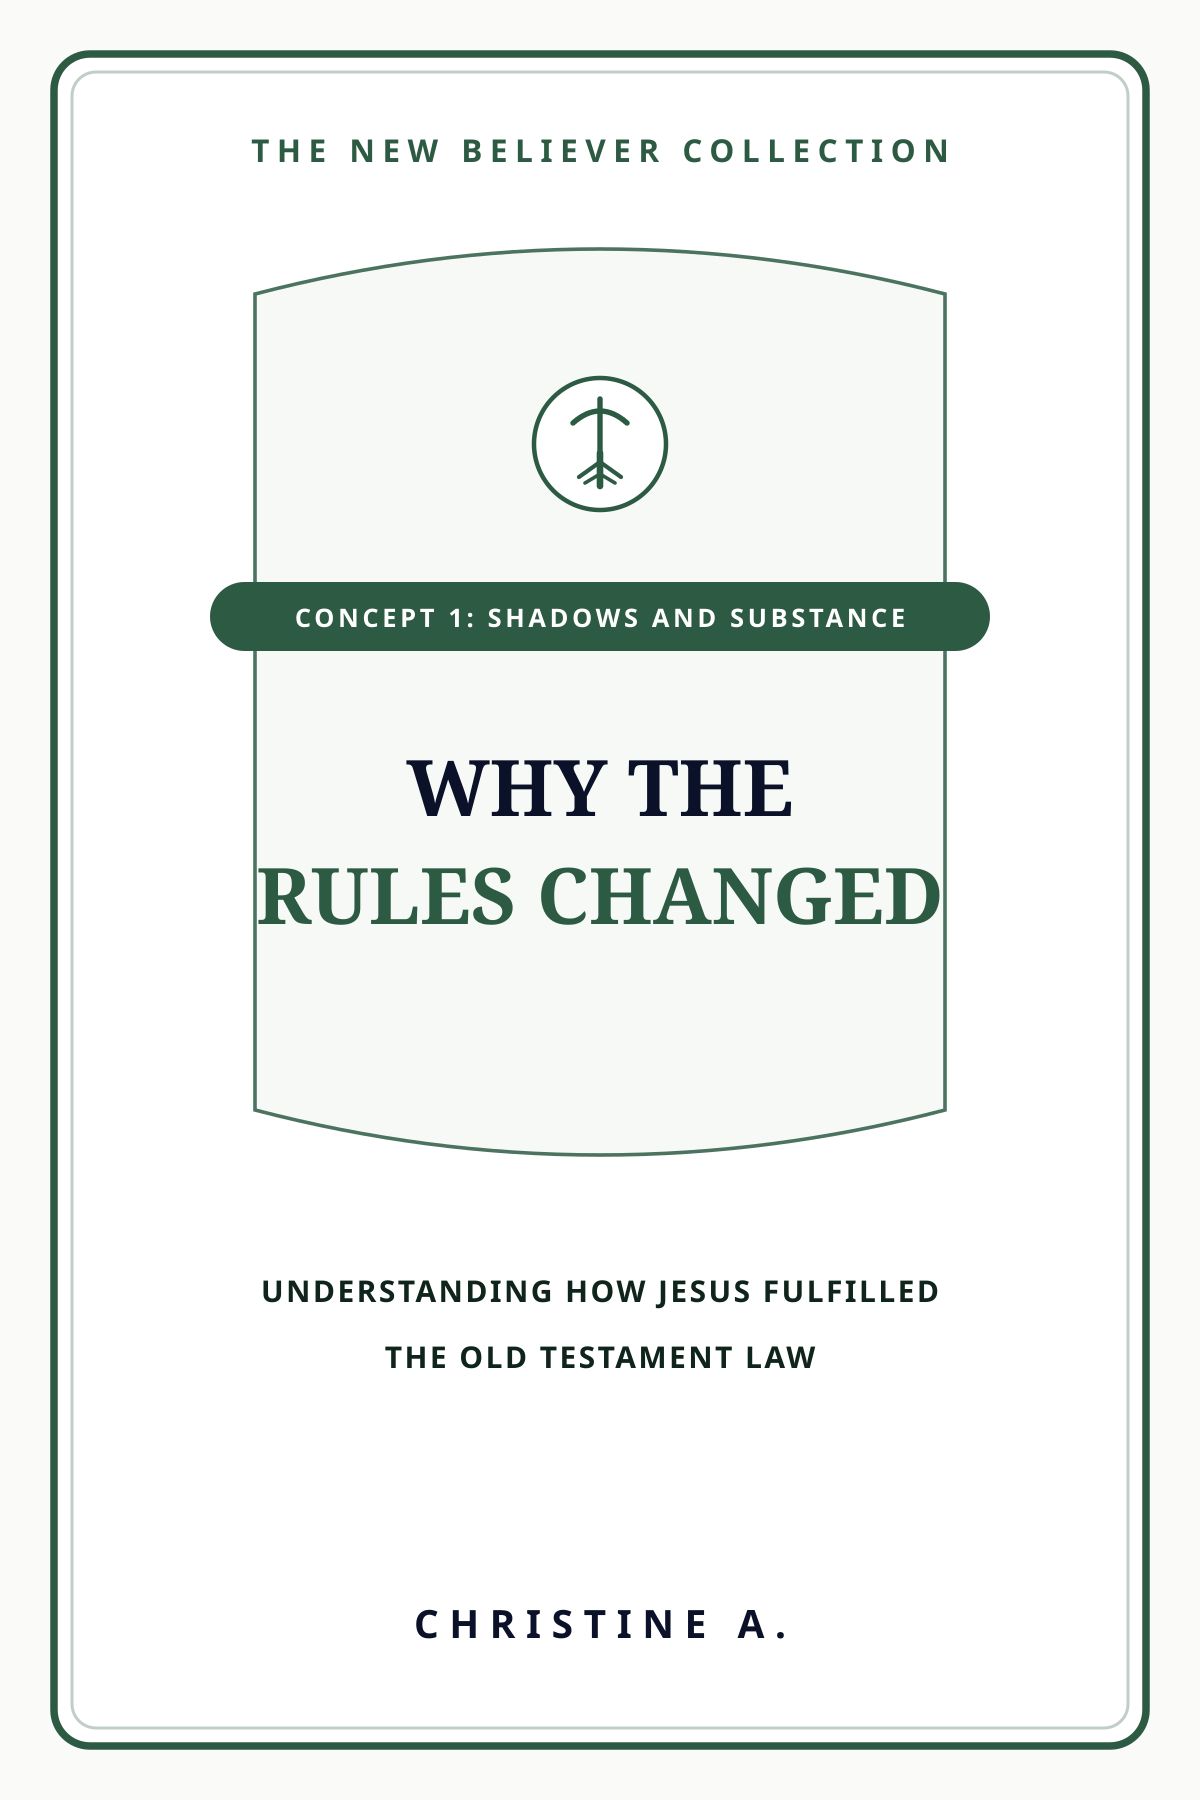 THE NEW BELIEVER COLLECTION
CONCEPT 1: SHADOWS AND SUBSTANCE
WHY THE
RULES CHANGED
UNDERSTANDING HOW JESUS FULFILLED
THE OLD TESTAMENT LAW
CHRISTINE A.